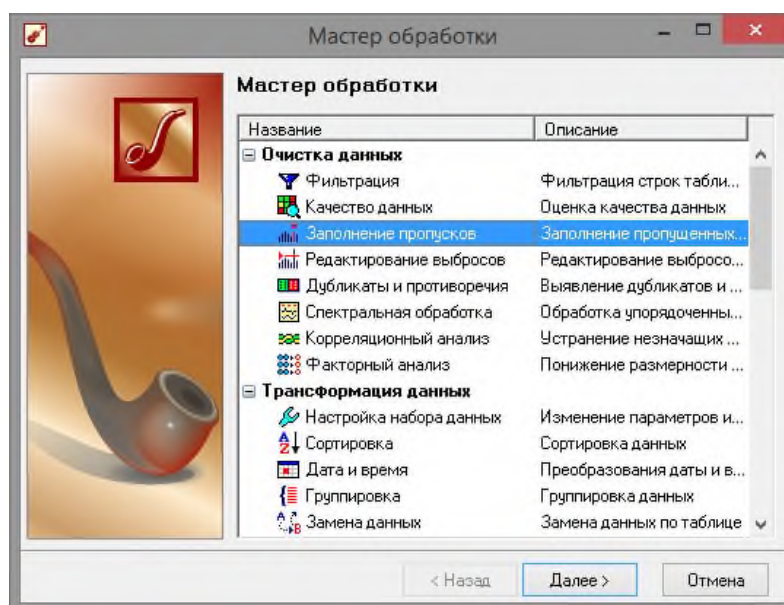 Мастер обработки
Мастер обработки
Название Описание
Очистка данных
Фильтрация Фильтрация строк табли...
Качество данных Оценка качества данных
Заполнение пропусков Заполнение пропущенных...
Редактирование выбросов Редактирование выбросо...
Дубликаты и противоречия Выявление дубликатов и ...
Спектральная обработка Обработка упорядоченны...
Корреляционный анализ Устранение незначащих ...
Факторный анализ Понижение размерности ...
Трансформация данных
Настройка набора данных Изменение параметров и...
Сортировка Сортировка данных
Дата и время Преобразования даты и в...
Группировка Группировка данных
Замена данных Замена данных по таблице
< Назад Далее > Отмена